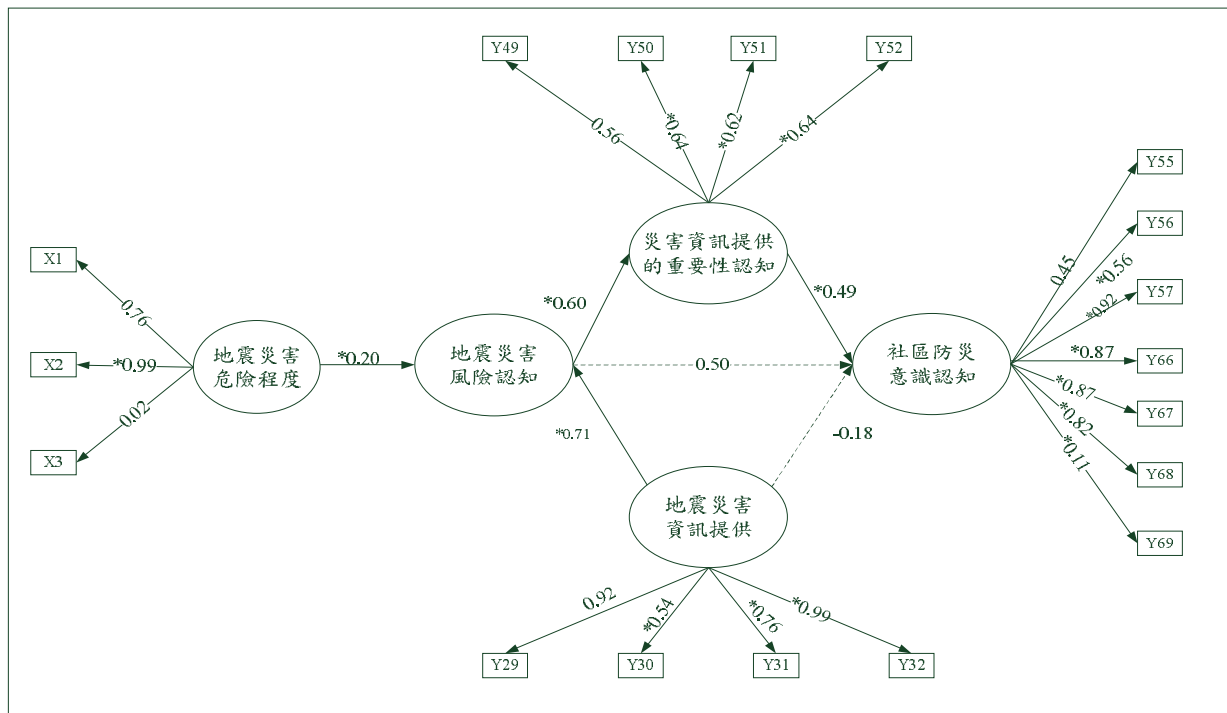 Y49
Y50
Y51
Y52
0.56
*0.64
*0.62
*0.64
災害資訊提供
的重要性認知
X1
X2
X3
0.76
*0.99
0.02
地震災害
危險程度
*0.20
地震災害
風險認知
*0.60
*0.49
0.50
*0.71
-0.18
社區防災
意識認知
Y55
Y56
Y57
Y66
Y67
Y68
Y69
0.45
*0.56
*0.92
*0.87
*0.87
*0.82
*0.11
地震災害
資訊提供
0.92
*0.54
*0.76
*0.99
Y29
Y30
Y31
Y32